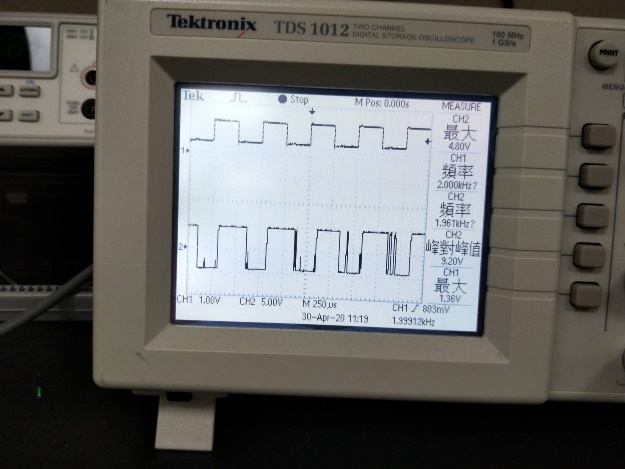 Tektronix TDS 1012 TWO CHANNEL DIGITAL STORAGE OSCILLOSCOPE
100 MHz
1 GS/s
PRINT
MENU
Tek Stop M Pos: 0.000s MEASURE
CH2
最大
4.80V
CH1
頻率
2.000kHz?
CH2
頻率
1.961kHz?
CH2
峰對峰值
9.20V
CH1
最大
1.36V
1
2
CH1 1.00V CH2 5.00V M 250µs CH1 803mV
30-Apr-20 11:19 1.99912kHz